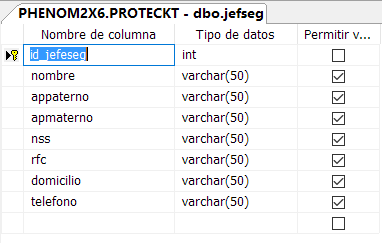 PHENOM2X6.PROTECKT - dbo.jefseg
Nombre de columna Tipo de datos Permitir v...
id_jefeseg int
nombre varchar(50)
appaterno varchar(50)
apmaterno varchar(50)
nss varchar(50)
rfc varchar(50)
domicilio varchar(50)
telefono varchar(50)